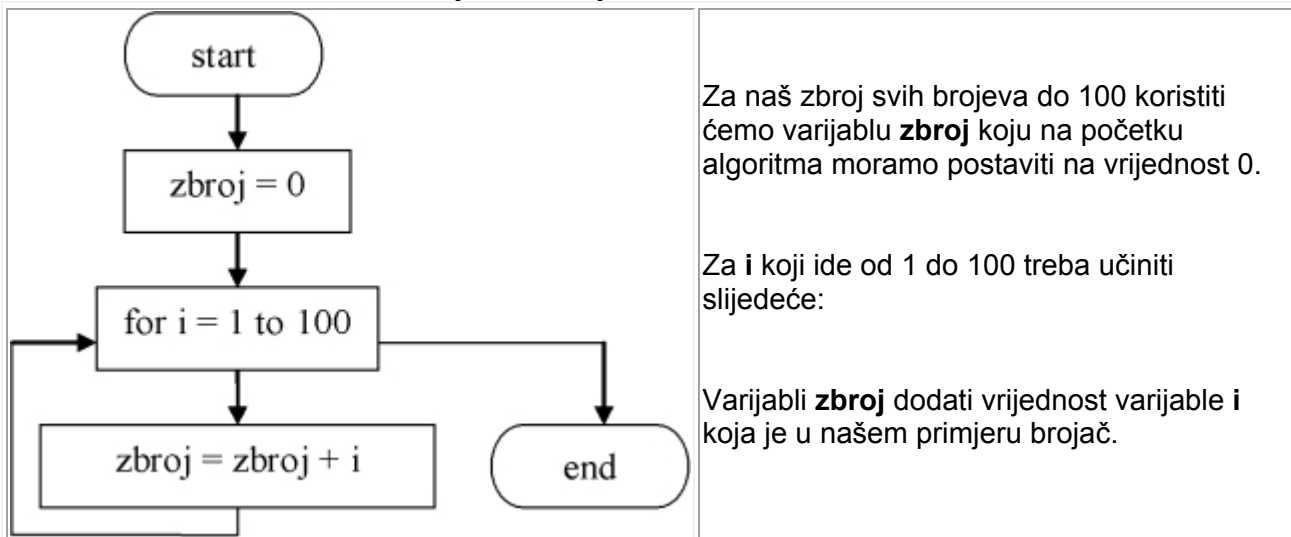 start
zbroj = 0
for i = 1 to 100
zbroj = zbroj + i
end
Za naš zbroj svih brojeva do 100 koristiti
ćemo varijablu zbroj koju na početku
algoritma moramo postaviti na vrijednost 0.
Za i koji ide od 1 do 100 treba učiniti
slijedeće:
Varijabli zbroj dodati vrijednost varijable i
koja je u našem primjeru brojač.